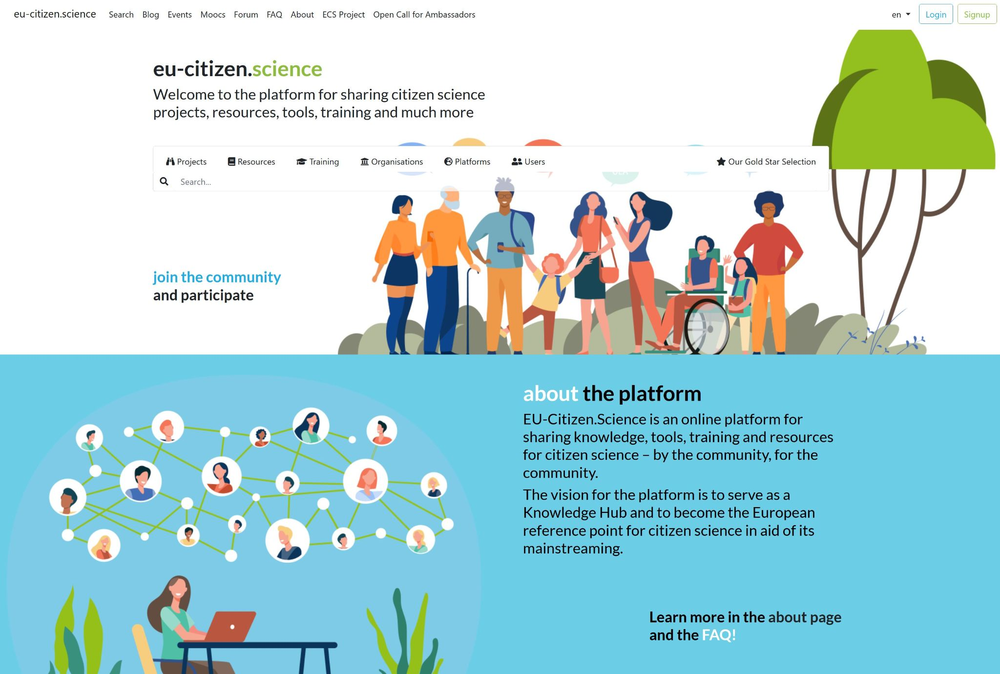 eu-citizen.science Search Blog Events Moocs Forum FAQ About ECS Project Open Call for Ambassadors en Login Signup
eu-citizen.science
Welcome to the platform for sharing citizen science
projects, resources, tools, training and much more
Projects Resources Training Organisations Platforms Users Our Gold Star Selection
Search...
join the community
and participate
about the platform
EU-Citizen.Science is an online platform for
sharing knowledge, tools, training and resources
for citizen science – by the community, for the
community.
The vision for the platform is to serve as a
Knowledge Hub and to become the European
reference point for citizen science in aid of its
mainstreaming.
Learn more in the about page
and the FAQ!